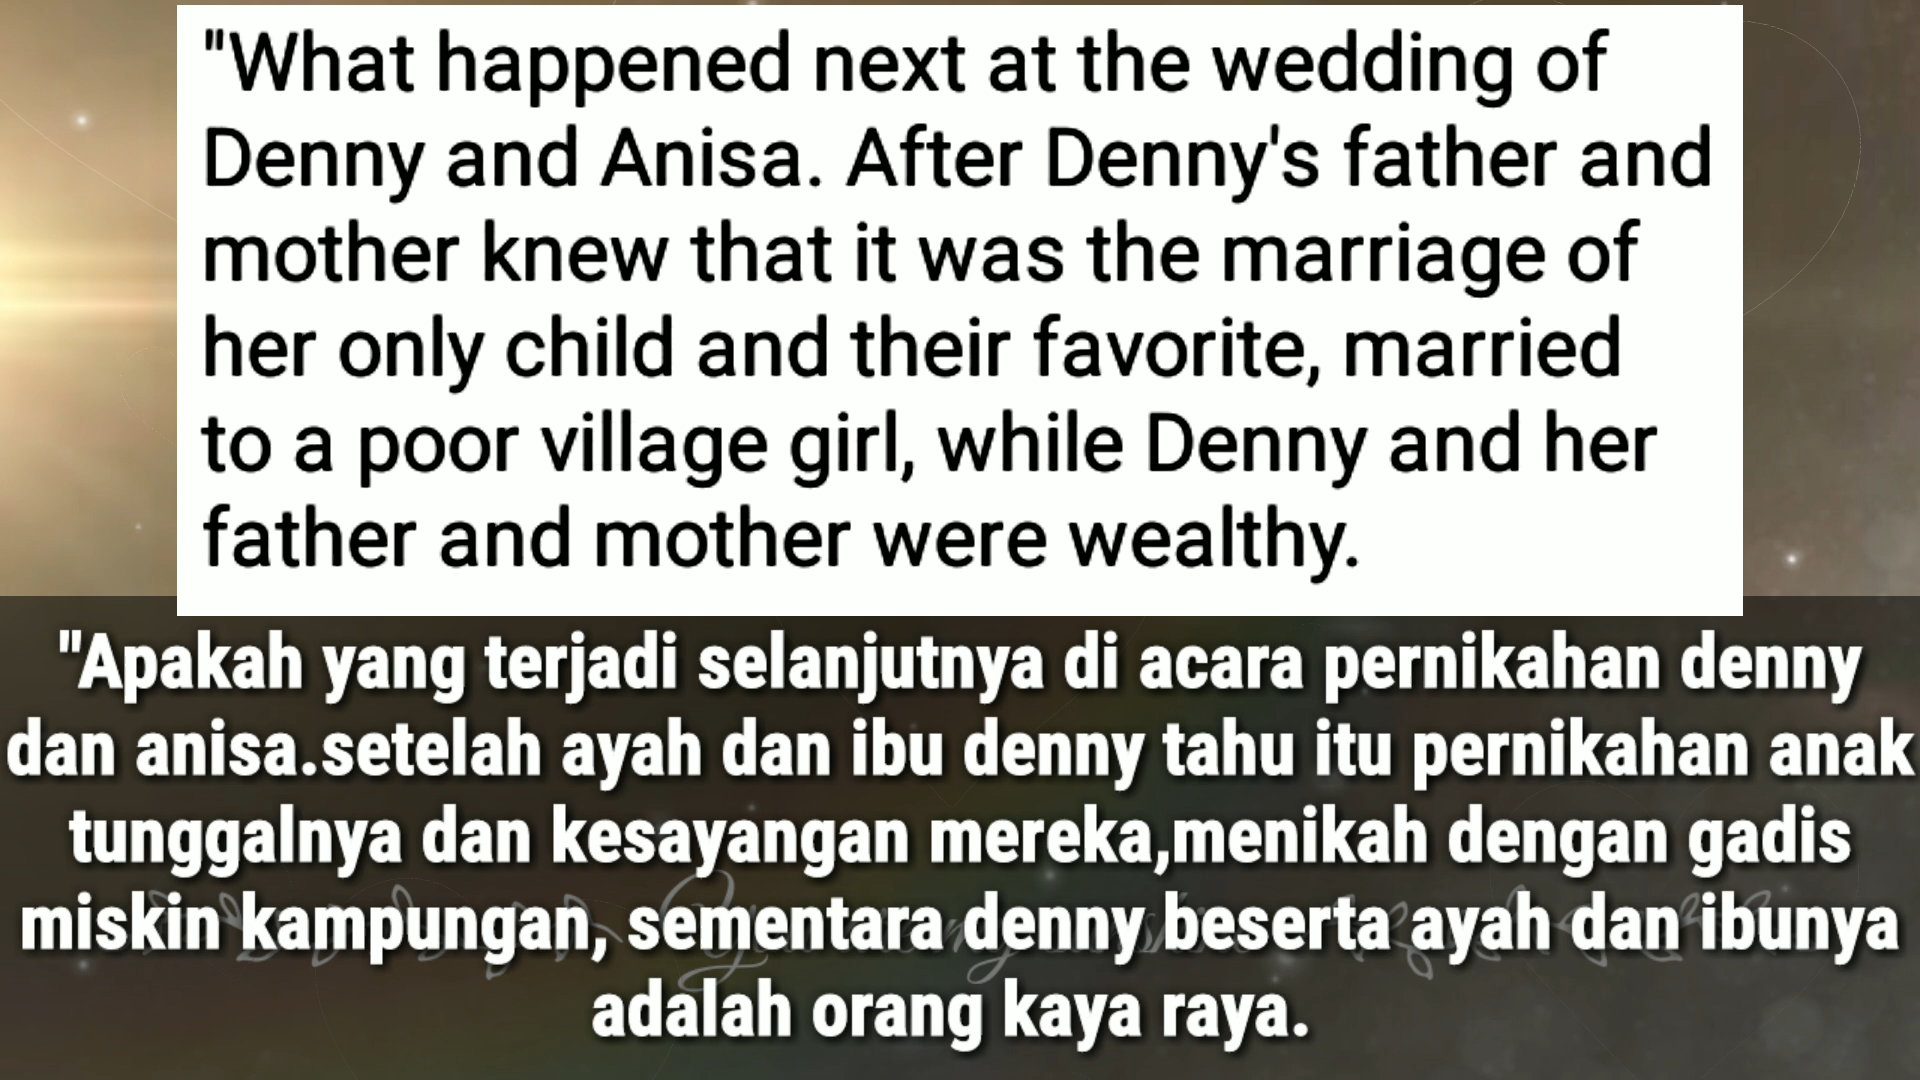 "What happened next at the wedding of
Denny and Anisa. After Denny's father and
mother knew that it was the marriage of
her only child and their favorite, married
to a poor village girl, while Denny and her
father and mother were wealthy.
"Apakah yang terjadi selanjutnya di acara pernikahan denny
dan anisa.setelah ayah dan ibu denny tahu itu pernikahan anak
tunggalnya dan kesayangan mereka,menikah dengan gadis
miskin kampungan, sementara denny beserta ayah dan ibunya
adalah orang kaya raya.